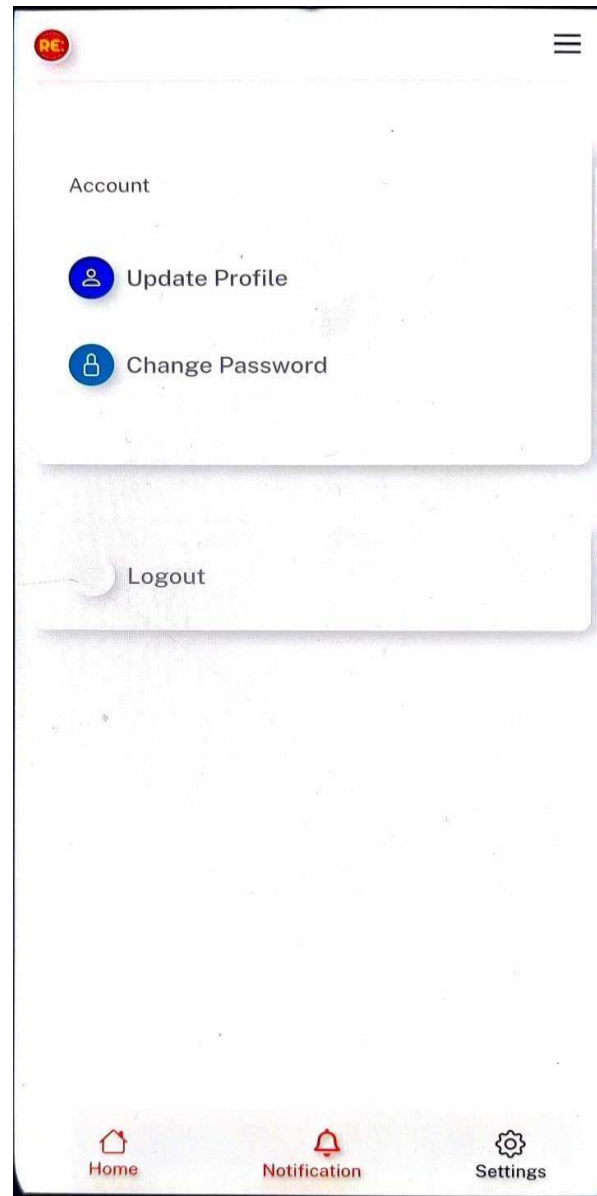 RE:
Account
Update Profile
Change Password
Logout
Home Notification Settings